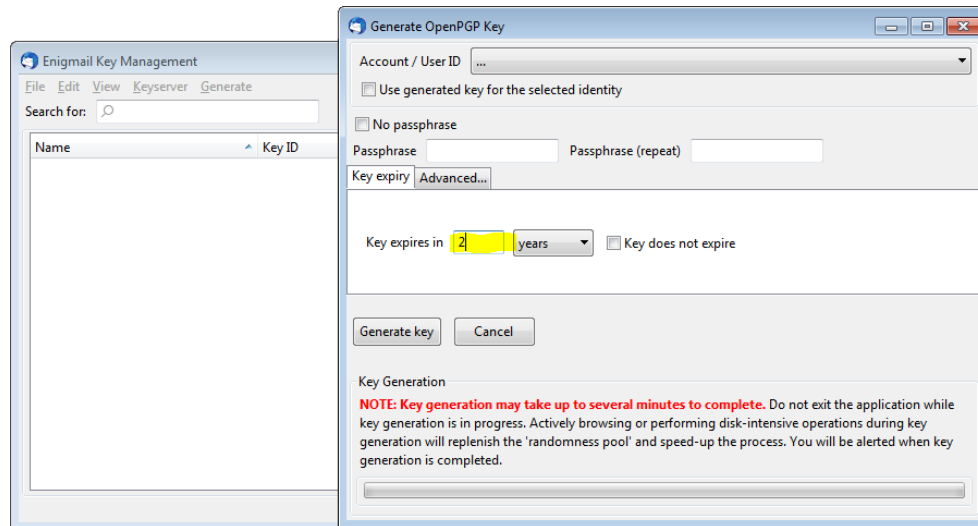 Enigmail Key Management
File Edit View Keyserver Generate
Search for:
Name Key ID
Generate OpenPGP Key
Account / User ID ...
Use generated key for the selected identity
No passphrase
Passphrase Passphrase (repeat)
Key expiry Advanced...
Key expires in 2 years Key does not expire
Generate key Cancel
Key Generation
NOTE: Key generation may take up to several minutes to complete. Do not exit the application while
key generation is in progress. Actively browsing or performing disk-intensive operations during key
generation will replenish the 'randomness pool' and speed-up the process. You will be alerted when key
generation is completed.